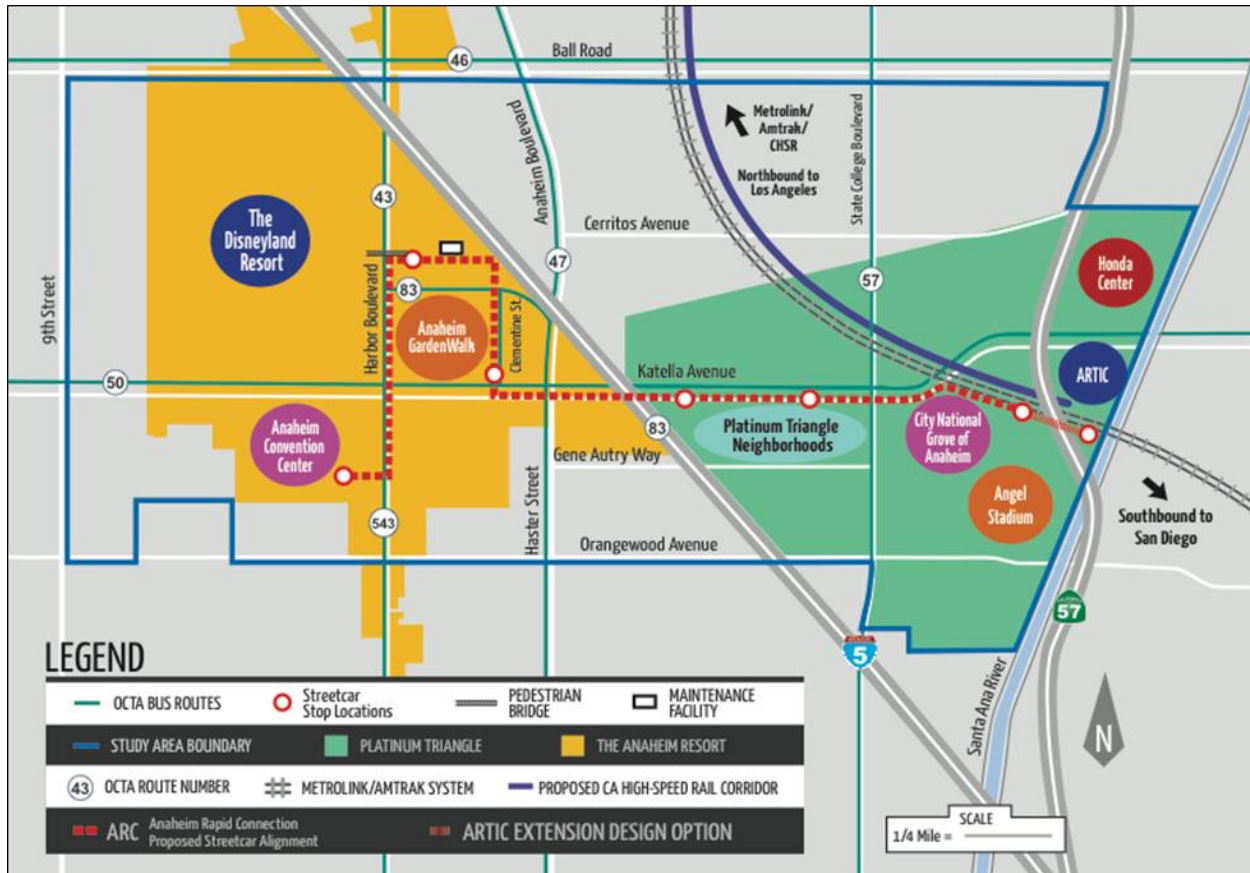 46
Ball Road
Metrolink/
Amtrak/
CHSR
Northbound to
Los Angeles
State College Boulevard
Anaheim Boulevard
43
Cerritos Avenue
The
Disneyland
Resort
9th Street
Harbor Boulevard
47
57
Honda
Center
83
Anaheim
GardenWalk
Clementine St.
50
Katella Avenue
ARTIC
Anaheim
Convention
Center
83
Platinum Triangle
Neighborhoods
City National
Grove of
Anaheim
Gene Autry Way
Angel
Stadium
543
Haster Street
Orangewood Avenue
Southbound to
San Diego
CALIFORNIA
57
INTERSTATE
5
Santa Ana River
N
LEGEND
OCTA BUS ROUTES
Streetcar
Stop Locations
PEDESTRIAN
BRIDGE
MAINTENANCE
FACILITY
STUDY AREA BOUNDARY
PLATINUM TRIANGLE
THE ANAHEIM RESORT
43 OCTA ROUTE NUMBER
METROLINK/AMTRAK SYSTEM
PROPOSED CA HIGH-SPEED RAIL CORRIDOR
ARC Anaheim Rapid Connection
Proposed Streetcar Alignment
ARTIC EXTENSION DESIGN OPTION
SCALE
1/4 Mile =